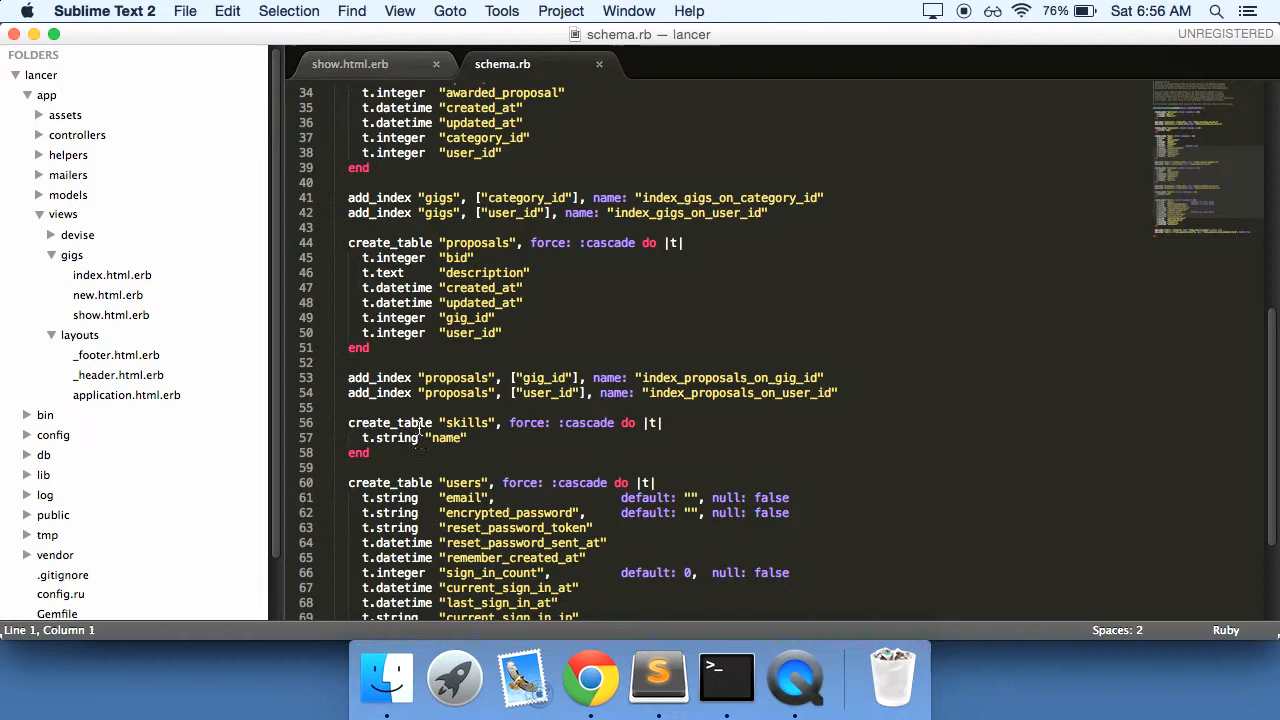 Sublime Text 2 File Edit Selection Find View Goto Tools Project Window Help 76% Sat 6:56 AM
schema.rb — lancer UNREGISTERED
FOLDERS
lancer
app
assets
controllers
helpers
mailers
models
views
devise
gigs
index.html.erb
new.html.erb
show.html.erb
layouts
_footer.html.erb
_header.html.erb
application.html.erb
bin
config
db
lib
log
public
tmp
vendor
.gitignore
config.ru
Gemfile
show.html.erb × schema.rb ×
34 t.integer "awarded_proposal"
35 t.datetime "created_at"
36 t.datetime "updated_at"
37 t.integer "category_id"
38 t.integer "user_id"
39 end
40
41 add_index "gigs", ["category_id"], name: "index_gigs_on_category_id"
42 add_index "gigs", ["user_id"], name: "index_gigs_on_user_id"
43
44 create_table "proposals", force: :cascade do |t|
45 t.integer "bid"
46 t.text "description"
47 t.datetime "created_at"
48 t.datetime "updated_at"
49 t.integer "gig_id"
50 t.integer "user_id"
51 end
52
53 add_index "proposals", ["gig_id"], name: "index_proposals_on_gig_id"
54 add_index "proposals", ["user_id"], name: "index_proposals_on_user_id"
55
56 create_table "skills", force: :cascade do |t|
57 t.string "name"
58 end
59
60 create_table "users", force: :cascade do |t|
61 t.string "email", default: "", null: false
62 t.string "encrypted_password", default: "", null: false
63 t.string "reset_password_token"
64 t.datetime "reset_password_sent_at"
65 t.datetime "remember_created_at"
66 t.integer "sign_in_count", default: 0, null: false
67 t.datetime "current_sign_in_at"
68 t.datetime "last_sign_in_at"
69 t.string "current_sign_in_ip"
Line 1, Column 1 Spaces: 2 Ruby